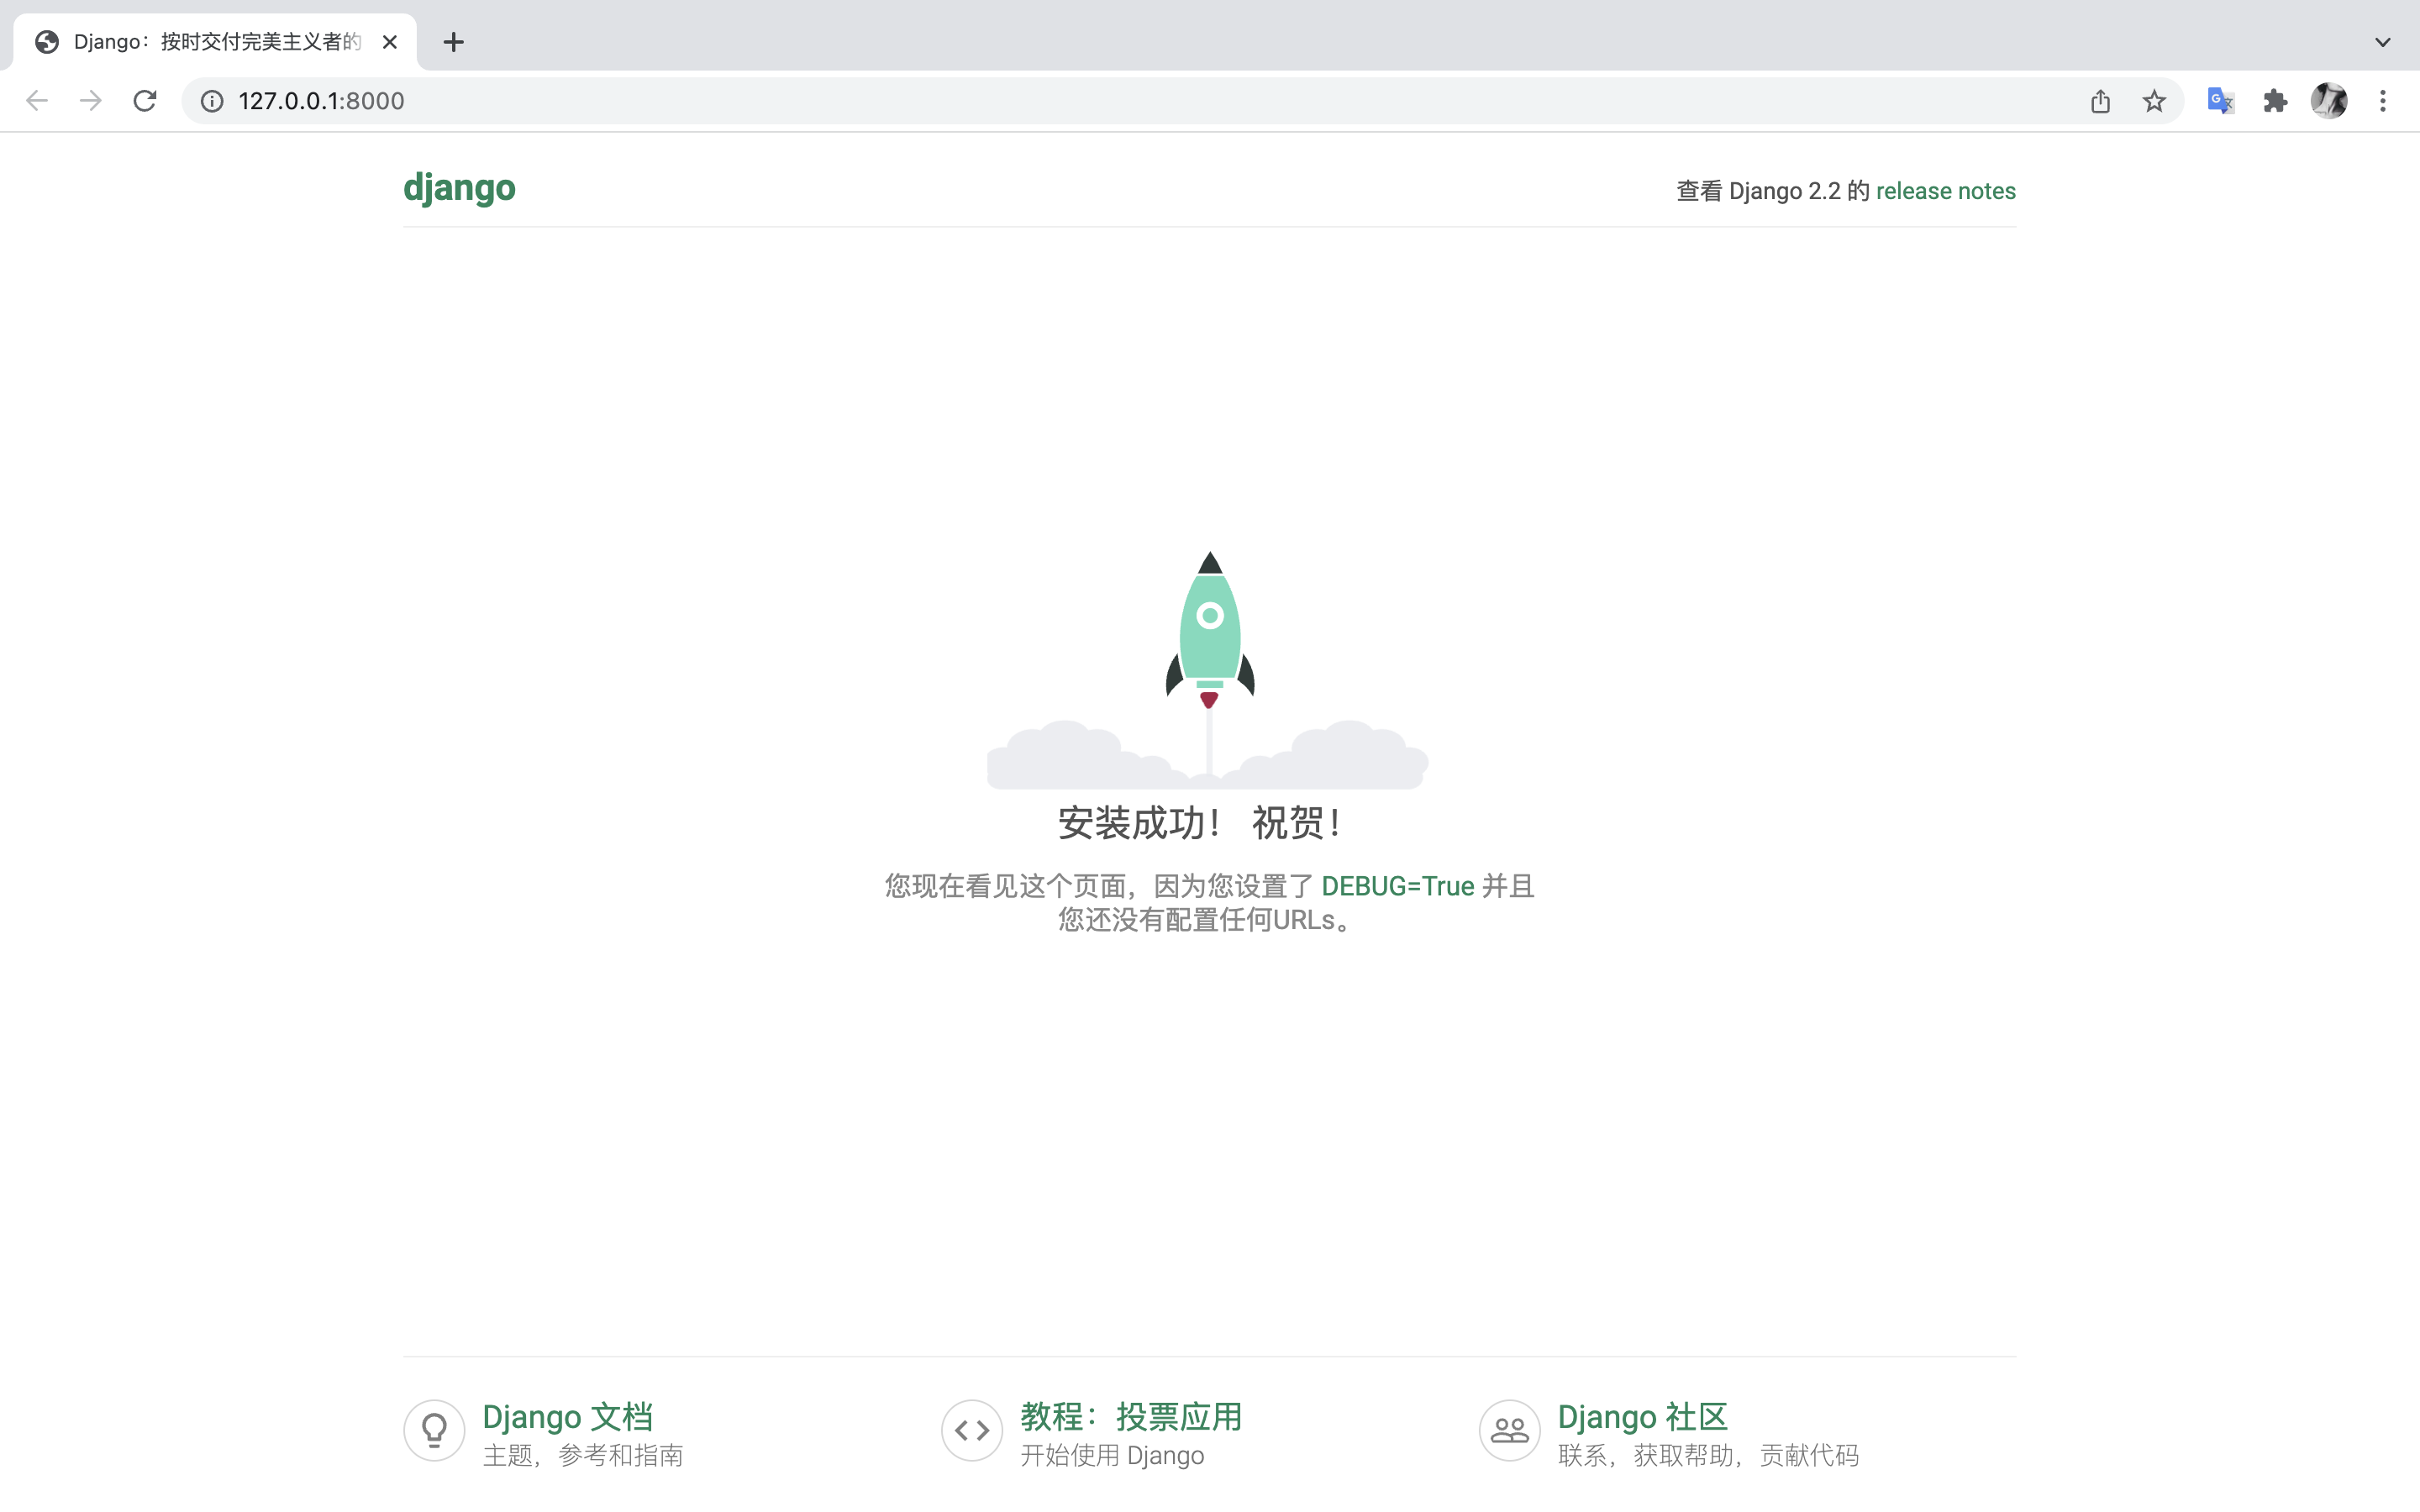 Django：按时交付完美主义者的
127.0.0.1:8000
django
查看 Django 2.2 的 release notes
安装成功！ 祝贺！
您现在看见这个页面，因为您设置了 DEBUG=True 并且
您还没有配置任何URLs。
Django 文档
主题，参考和指南
教程：投票应用
开始使用 Django
Django 社区
联系，获取帮助，贡献代码